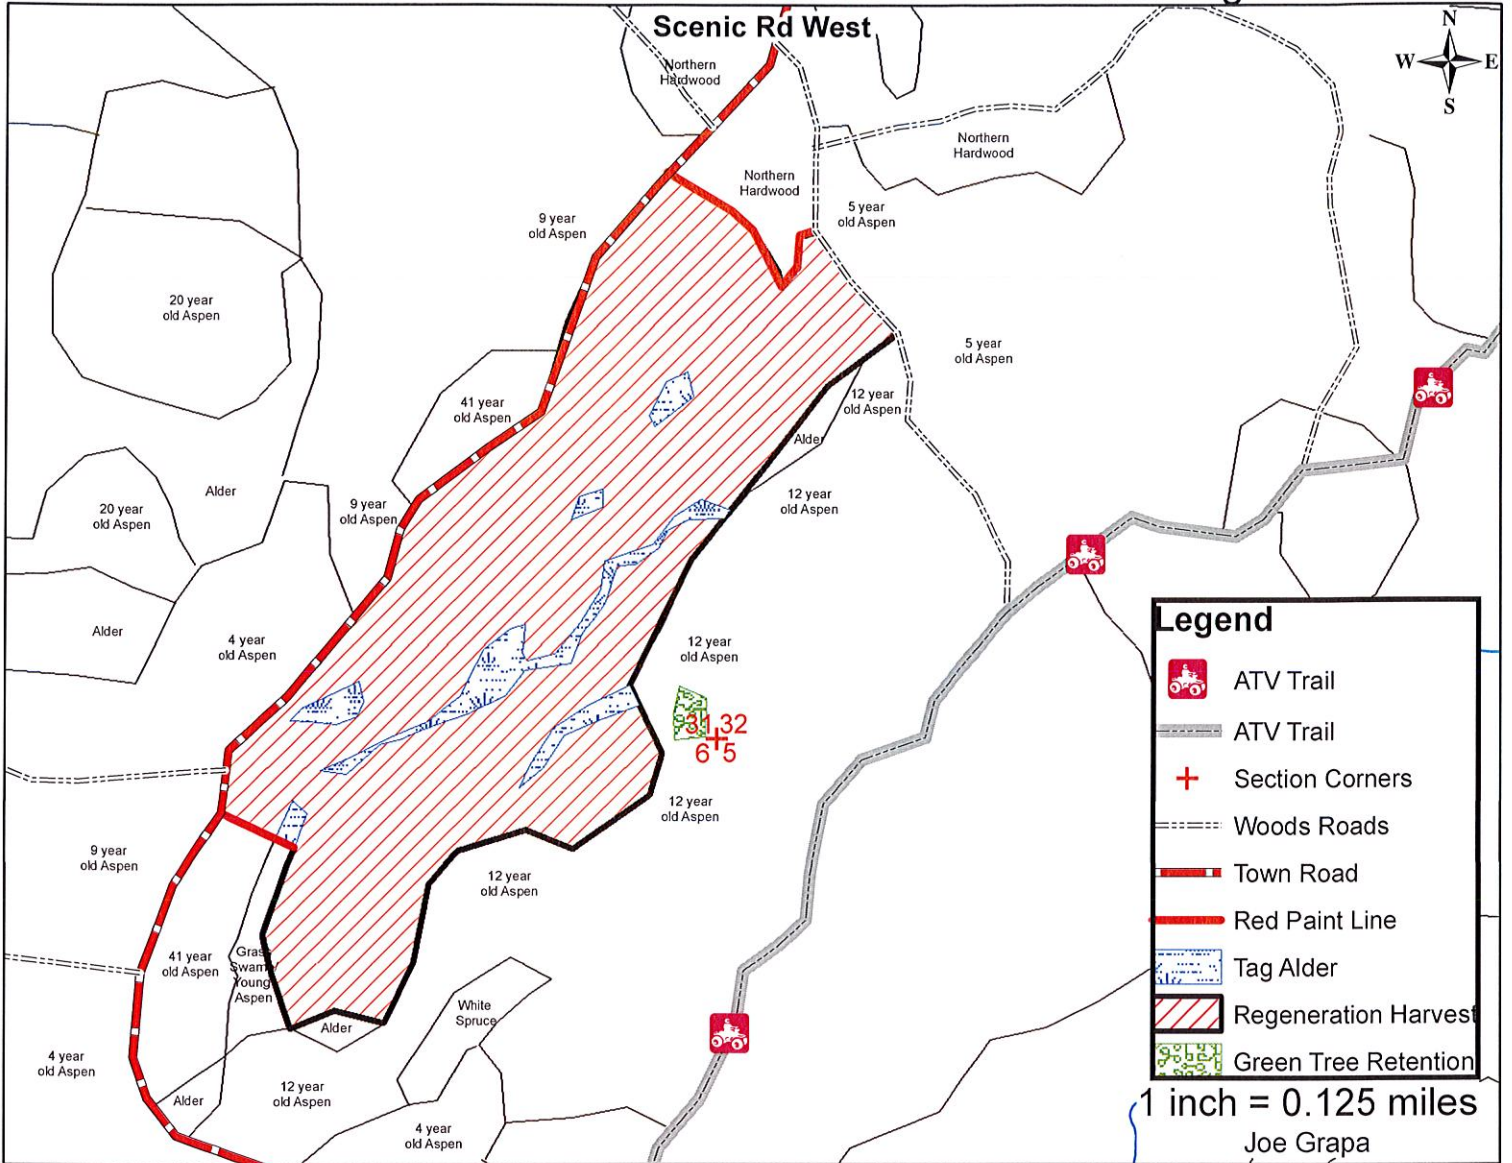 Scenic Rd West
N
W
E
S
Northern
Hardwood
Northern
Hardwood
Northern
Hardwood
9 year
old Aspen
5 year
old Aspen
20 year
old Aspen
5 year
old Aspen
41 year
old Aspen
12 year
old Aspen
Alder
Alder
20 year
old Aspen
9 year
old Aspen
12 year
old Aspen
Alder
4 year
old Aspen
12 year
old Aspen
31 32
6 5
12 year
old Aspen
9 year
old Aspen
12 year
old Aspen
41 year
old Aspen
Young
Aspen
White
Spruce
Alder
4 year
old Aspen
Alder
12 year
old Aspen
4 year
old Aspen
Legend
ATV Trail
ATV Trail
Section Corners
Woods Roads
Town Road
Red Paint Line
Tag Alder
Regeneration Harvest
Green Tree Retention
1 inch = 0.125 miles
Joe Grapa